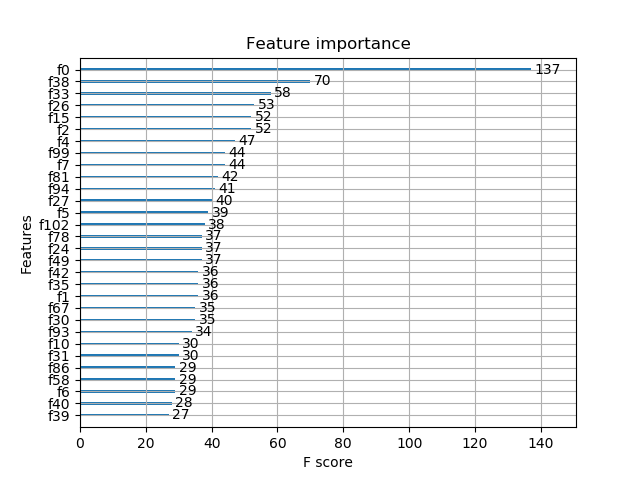 Feature importance
f0 137
f38 70
f33 58
f26 53
f15 52
f2 52
f4 47
f99 44
f7 44
f81 42
f94 41
f27 40
f5 39
f102 38
f78 37
f24 37
f49 37
f42 36
f35 36
f1 36
f67 35
f30 35
f93 34
f10 30
f31 30
f86 29
f58 29
f6 29
f40 28
f39 27
Features
0 20 40 60 80 100 120 140
F score